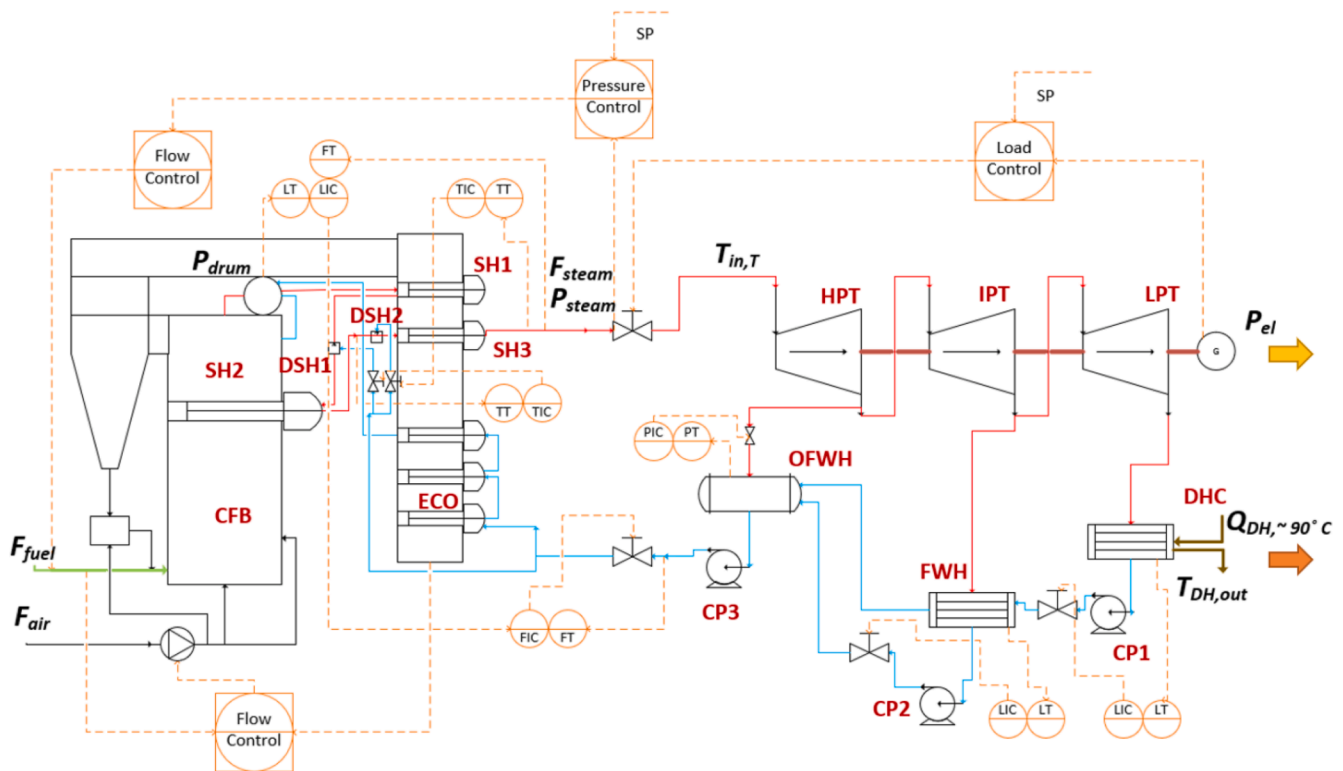 SP
Pressure
Control
SP
Flow
Control
Load
Control
FT
LT
LIC
TIC
TT
P_drum
SH1
F_steam
P_steam
T_in,T
HPT
IPT
LPT
P_el
G
DSH2
SH3
DSH1
SH2
TT
TIC
PIC
PT
OFWH
ECO
DHC
CFB
Q_DH,~ 90° C
F_fuel
FWH
T_DH,out
CP3
F_air
FIC
FT
CP1
CP2
LIC
LT
LIC
LT
Flow
Control